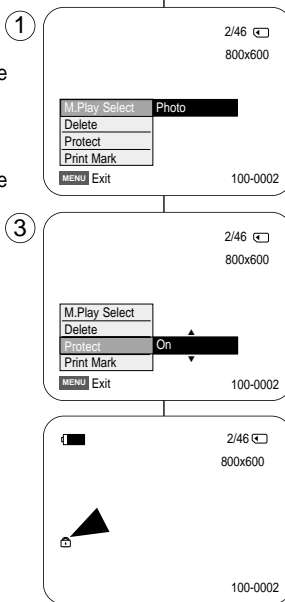 1
2/46
800x600
e
M.Play Select Photo
Delete
Protect
Print Mark
e
MENU Exit 100-0002
3
2/46
800x600
M.Play Select
Delete
Protect On
Print Mark
MENU Exit 100-0002
2/46
800x600
100-0002